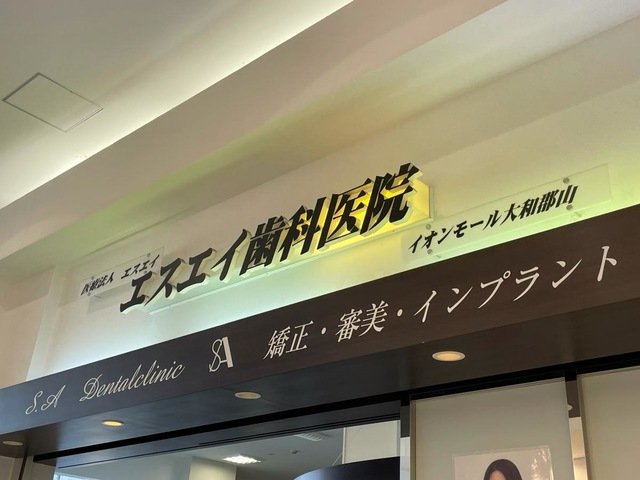 医療法人 エスエイ
エスエイ歯科医院
イオンモール大和郡山
S.A Dentalclinic SA 矯正・審美・インプラント